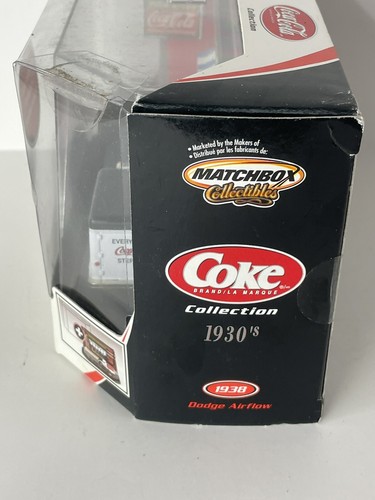 Coca-Cola
Collection
• Marketed by the Makers of
• Distribué par les fabricants de:
MATCHBOX
Collectibles
Coke
BRAND/LA MARQUE
Collection
1930's
1938
Dodge Airflow
EVERY